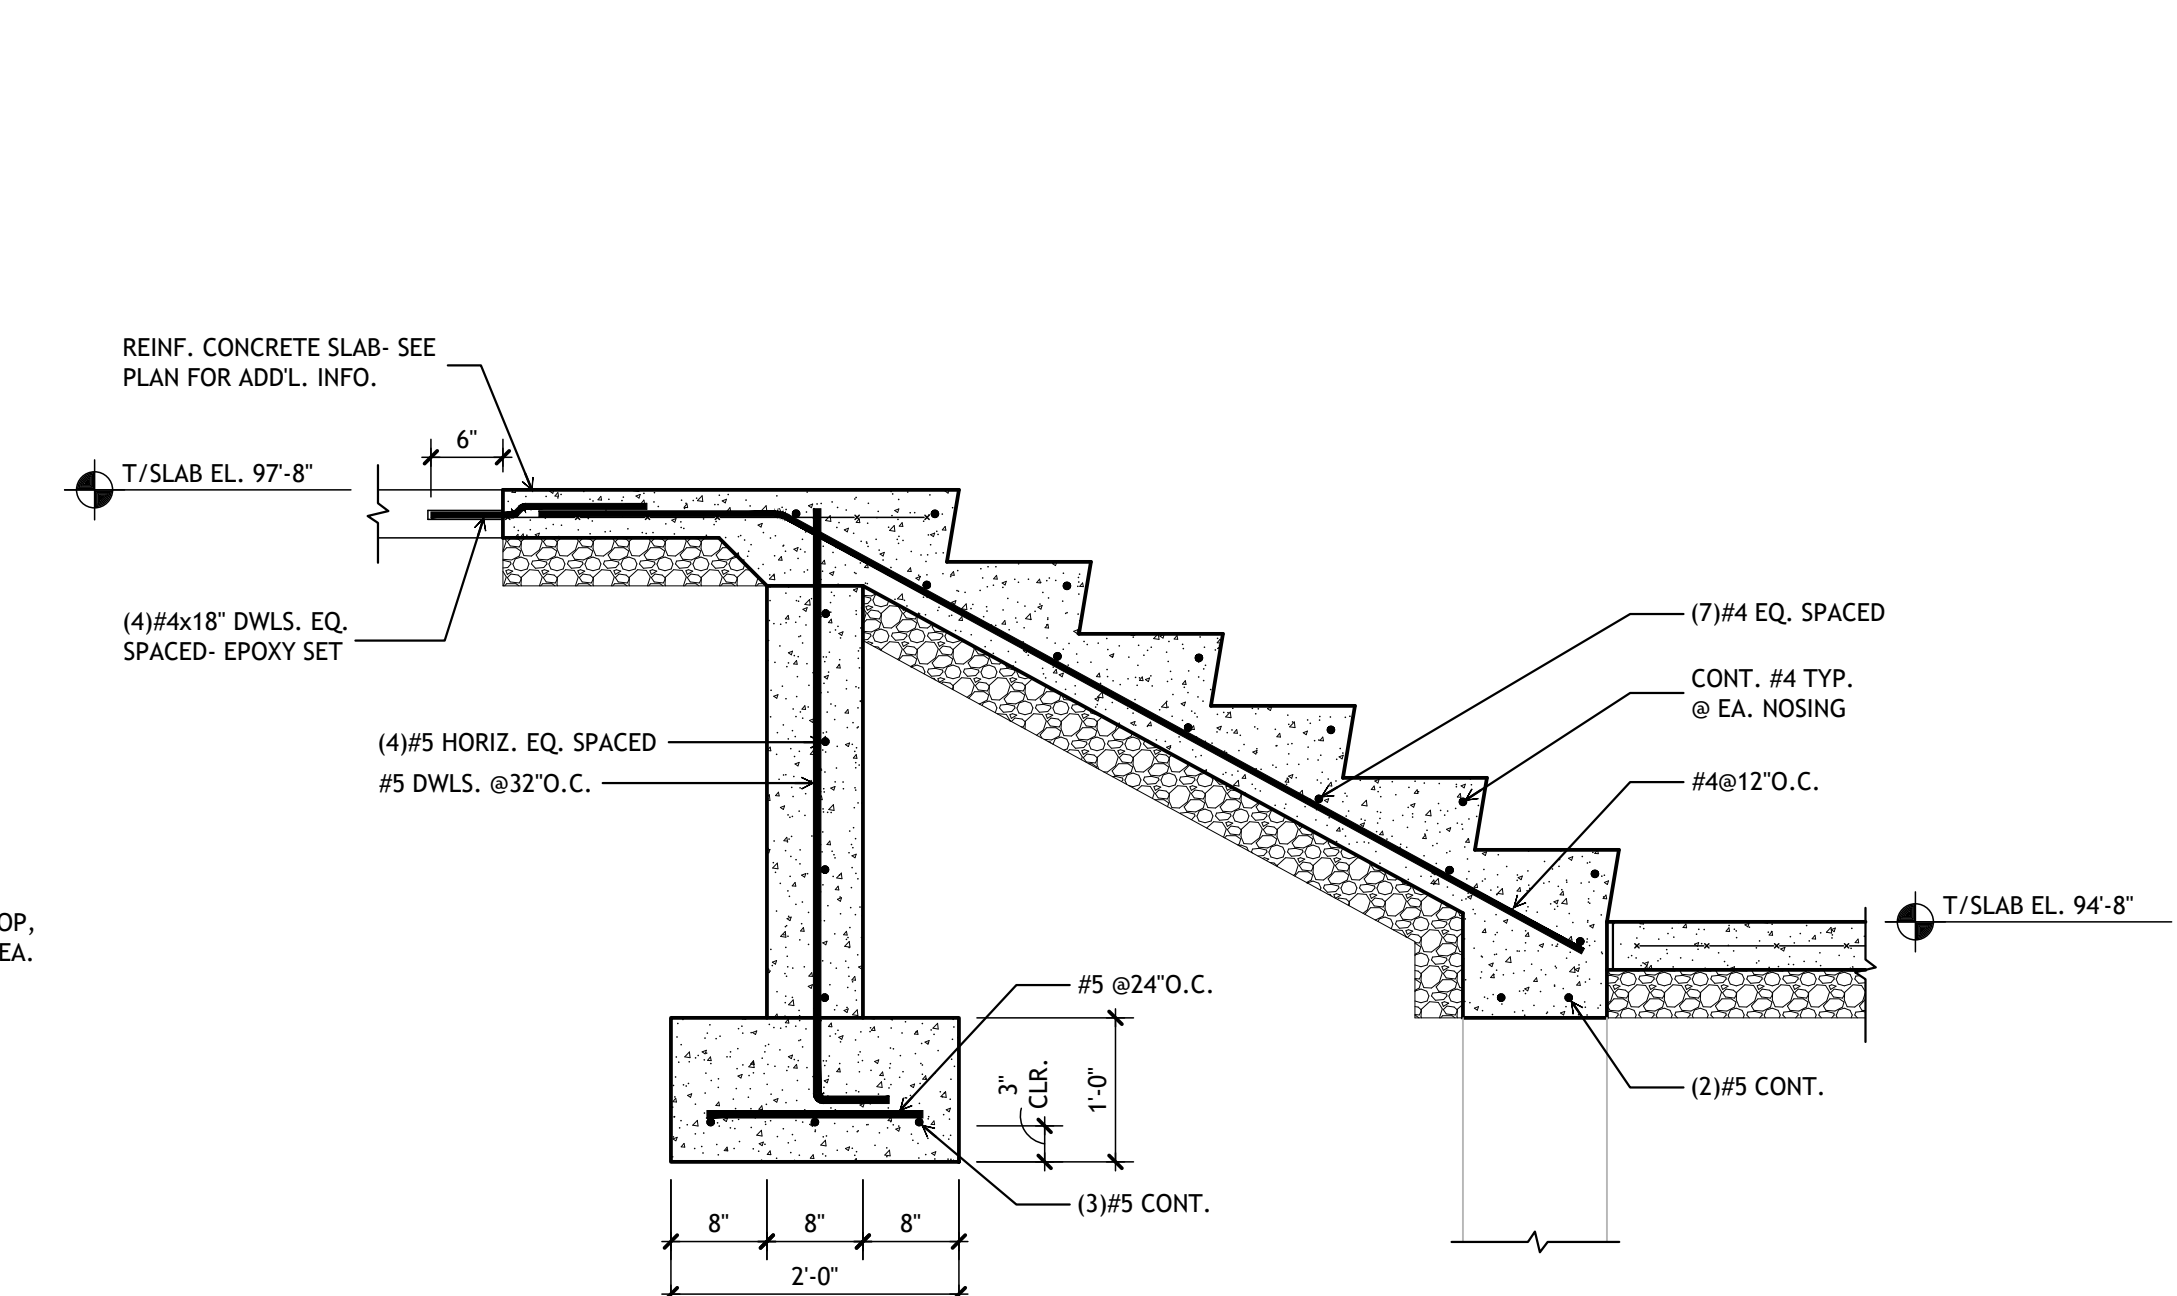 REINF. CONCRETE SLAB- SEE
PLAN FOR ADD'L. INFO.
6"
T/SLAB EL. 97'-8"
(4)#4x18" DWLS. EQ.
SPACED- EPOXY SET
(7)#4 EQ. SPACED
CONT. #4 TYP.
@ EA. NOSING
(4)#5 HORIZ. EQ. SPACED
#5 DWLS. @32"O.C.
#4@12"O.C.
OP,
EA.
T/SLAB EL. 94'-8"
#5 @24"O.C.
3"
CLR.
1'-0"
(2)#5 CONT.
(3)#5 CONT.
8"
8"
8"
2'-0"